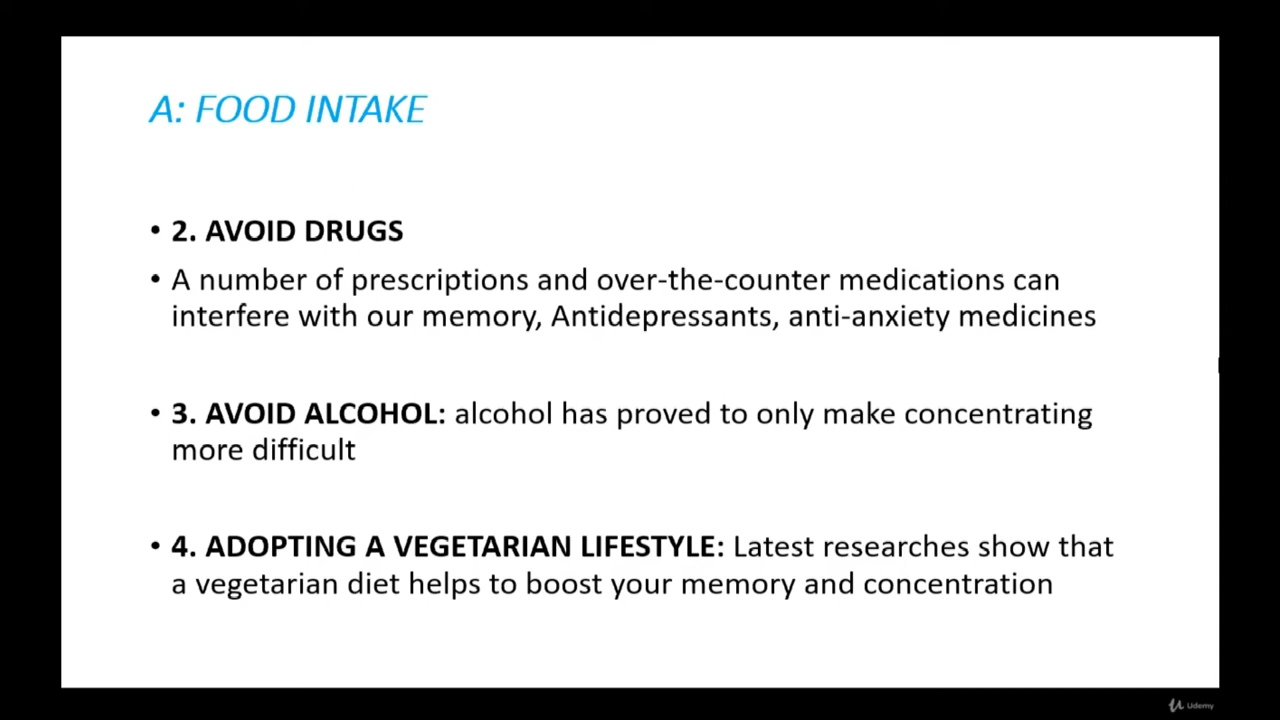 A: FOOD INTAKE
• 2. AVOID DRUGS
• A number of prescriptions and over-the-counter medications can
interfere with our memory, Antidepressants, anti-anxiety medicines
• 3. AVOID ALCOHOL: alcohol has proved to only make concentrating
more difficult
• 4. ADOPTING A VEGETARIAN LIFESTYLE: Latest researches show that
a vegetarian diet helps to boost your memory and concentration
Udemy